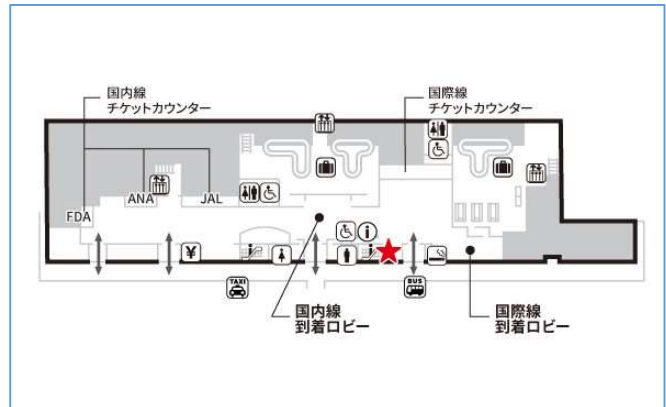 国内線
チケットカウンター
国際線
チケットカウンター
FDA
ANA
JAL
¥
i
TAXI
BUS
国内線
到着ロビー
国際線
到着ロビー